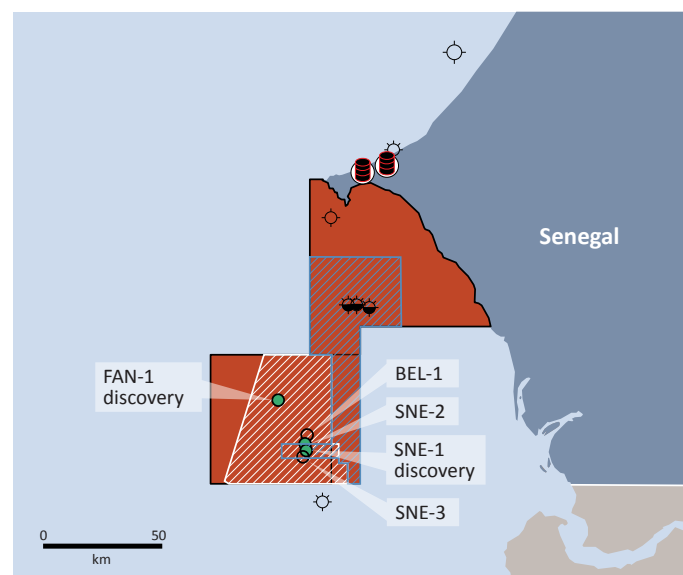 Senegal
FAN-1
discovery
BEL-1
SNE-2
SNE-1
discovery
SNE-3
0 50
km